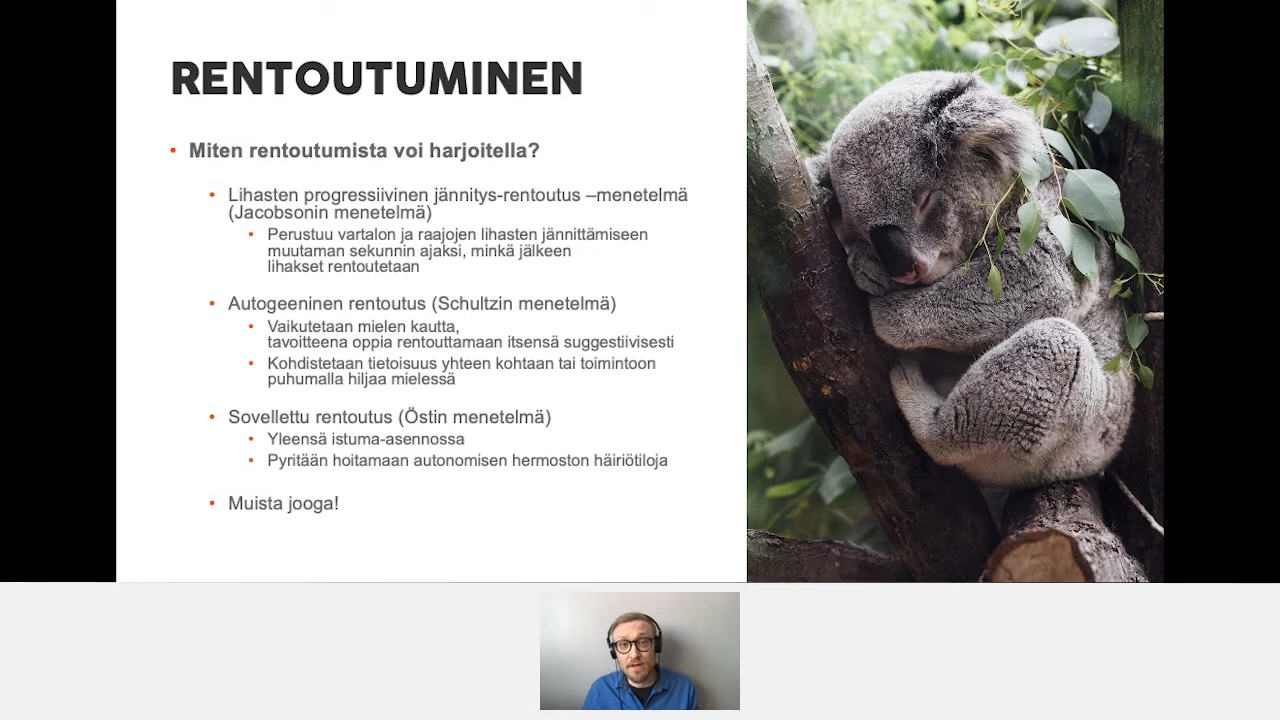 RENTOUTUMINEN
• Miten rentoutumista voi harjoitella?
• Lihasten progressiivinen jännitys-rentoutus –menetelmä
(Jacobsonin menetelmä)
• Perustuu vartalon ja raajojen lihasten jännittämiseen
muutaman sekunnin ajaksi, minkä jälkeen
lihakset rentoutetaan
• Autogeeninen rentoutus (Schultzin menetelmä)
• Vaikutetaan mielen kautta,
tavoitteena oppia rentouttamaan itsensä suggestiivisesti
• Kohdistetaan tietoisuus yhteen kohtaan tai toimintoon
puhumalla hiljaa mielessä
• Sovellettu rentoutus (Östin menetelmä)
• Yleensä istuma-asennossa
• Pyritään hoitamaan autonomisen hermoston häiriötiloja
• Muista jooga!